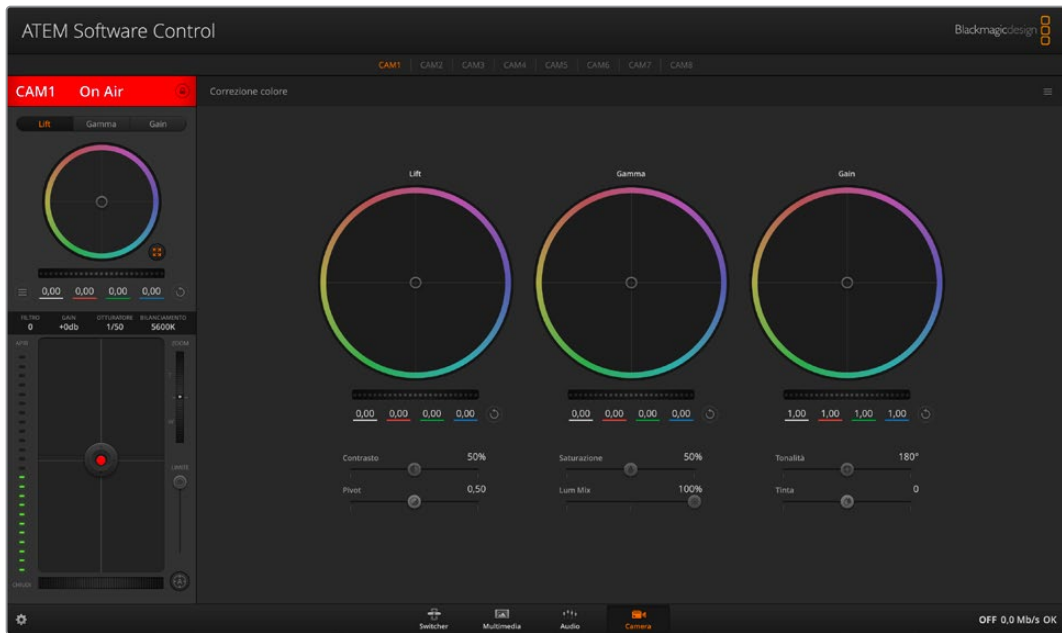 ATEM Software Control
Blackmagicdesign
CAM1 CAM2 CAM3 CAM4 CAM5 CAM6 CAM7 CAM8
CAM1 On Air
Correzione colore
Lift Gamma Gain
0,00 0,00 0,00 0,00
FILTRO GAIN OTTURATORE BILANCIAMENTO
0 +0db 1/50 5600K
APRI
ZOOM
T
W
LIMITE
CHIUDI
Lift
0,00 0,00 0,00 0,00
Contrasto 50%
Pivot 0,50
Gamma
0,00 0,00 0,00 0,00
Saturazione 50%
Lum Mix 100%
Gain
1,00 1,00 1,00 1,00
Tonalità 180°
Tinta 0
Switcher Multimedia Audio Camera
OFF 0,0 Mb/s OK